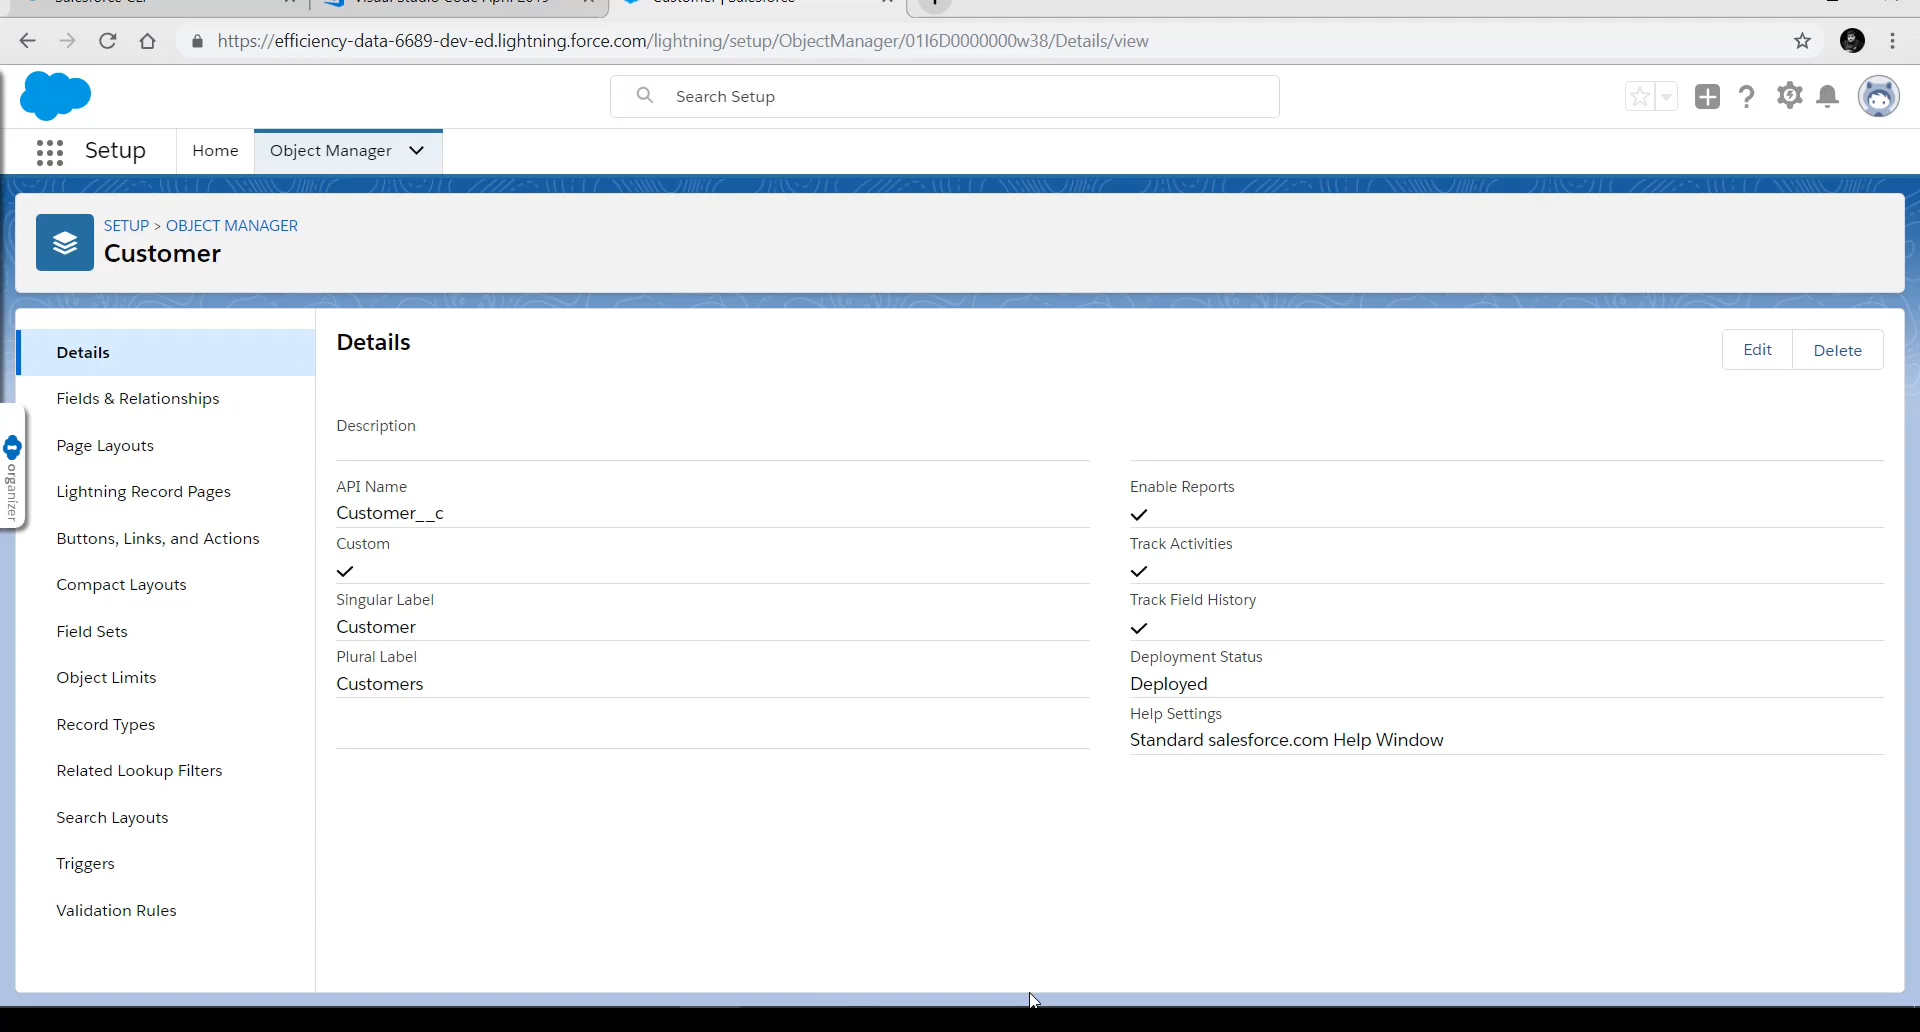 https://efficiency-data-6689-dev-ed.lightning.force.com/lightning/setup/ObjectManager/01I6D0000000w38/Details/view
Search Setup
Setup
Home
Object Manager
SETUP > OBJECT MANAGER
Customer
Details
Fields & Relationships
Page Layouts
Lightning Record Pages
Buttons, Links, and Actions
Compact Layouts
Field Sets
Object Limits
Record Types
Related Lookup Filters
Search Layouts
Triggers
Validation Rules
organizer
Details
Edit
Delete
Description
API Name
Customer__c
Custom
Singular Label
Customer
Plural Label
Customers
Enable Reports
Track Activities
Track Field History
Deployment Status
Deployed
Help Settings
Standard salesforce.com Help Window